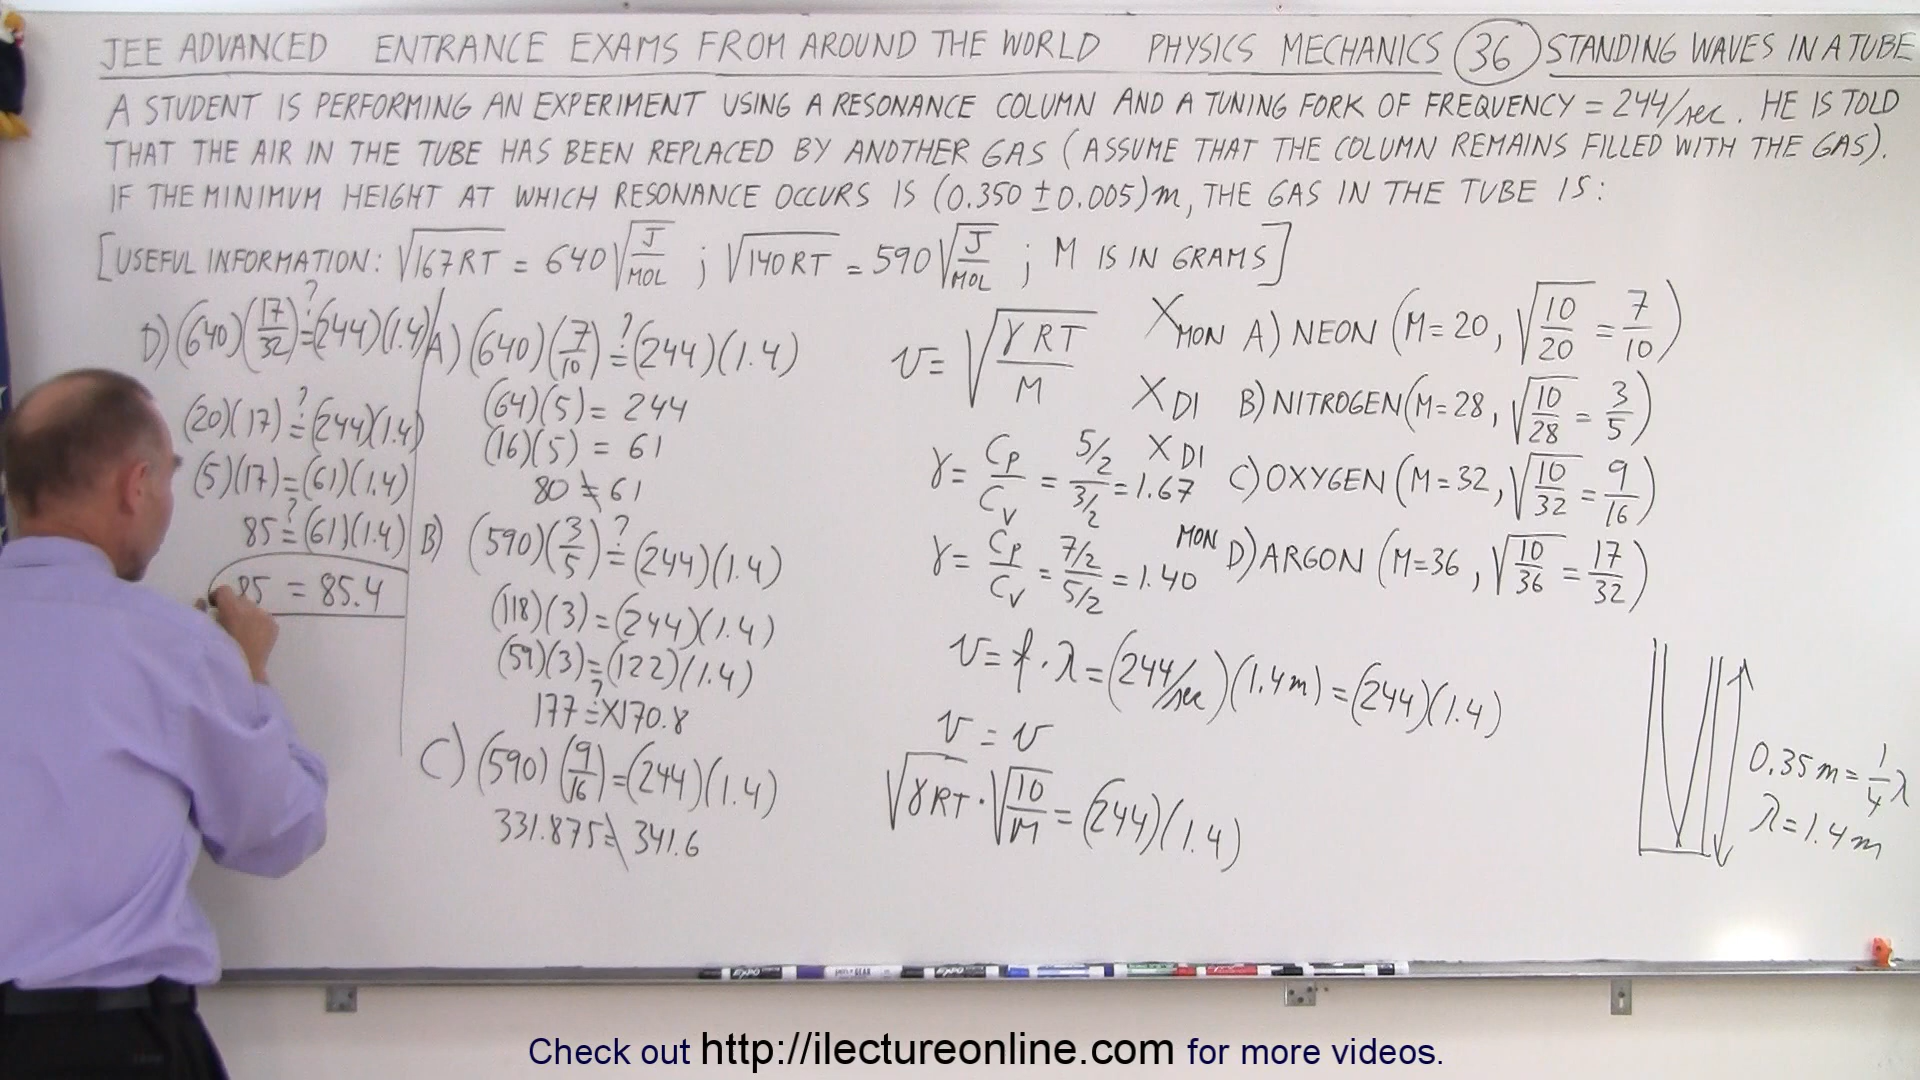 JEE ADVANCED ENTRANCE EXAMS FROM AROUND THE WORLD PHYSICS MECHANICS 36 STANDING WAVES IN A TUBE
A STUDENT IS PERFORMING AN EXPERIMENT USING A RESONANCE COLUMN AND A TUNING FORK OF FREQUENCY = 244/sec. HE IS TOLD
THAT THE AIR IN THE TUBE HAS BEEN REPLACED BY ANOTHER GAS (ASSUME THAT THE COLUMN REMAINS FILLED WITH THE GAS).
IF THE MINIMUM HEIGHT AT WHICH RESONANCE OCCURS IS (0.350 ± 0.005)m, THE GAS IN THE TUBE IS:
[USEFUL INFORMATION: √167RT = 640 √J/MOL ; √140RT = 590 √J/MOL ; M IS IN GRAMS]
D) (640)(17/32) ?= (244)(1.4)
(20)(17) ?= (244)(1.4)
(5)(17) = (61)(1.4)
85 ?= (61)(1.4)
85 = 85.4
A) (640)(7/10) ?= (244)(1.4)
(64)(5) = 244
(16)(5) = 61
80 ≠ 61
B) (590)(3/5) ?= (244)(1.4)
(118)(3) = (244)(1.4)
(59)(3) = (122)(1.4)
177 ?= X 170.8
C) (590)(9/16) = (244)(1.4)
331.875 ≠ 341.6
v = √(γRT/M)
γ = Cp/Cv = 5/2 / 3/2 = 1.67
γ = Cp/Cv = 7/2 / 5/2 = 1.40
v = f · λ = (244/sec)(1.4m) = (244)(1.4)
v = v
√γRT · √10/M = (244)(1.4)
X MON A) NEON (M = 20, √10/20 = 7/10)
X DI B) NITROGEN (M = 28, √10/28 = 3/5)
X DI C) OXYGEN (M = 32, √10/32 = 9/16)
MON D) ARGON (M = 36, √10/36 = 17/32)
0.35m = 1/4 λ
λ = 1.4m
EXPO
EXPO
Check out http://ilectureonline.com for more videos.